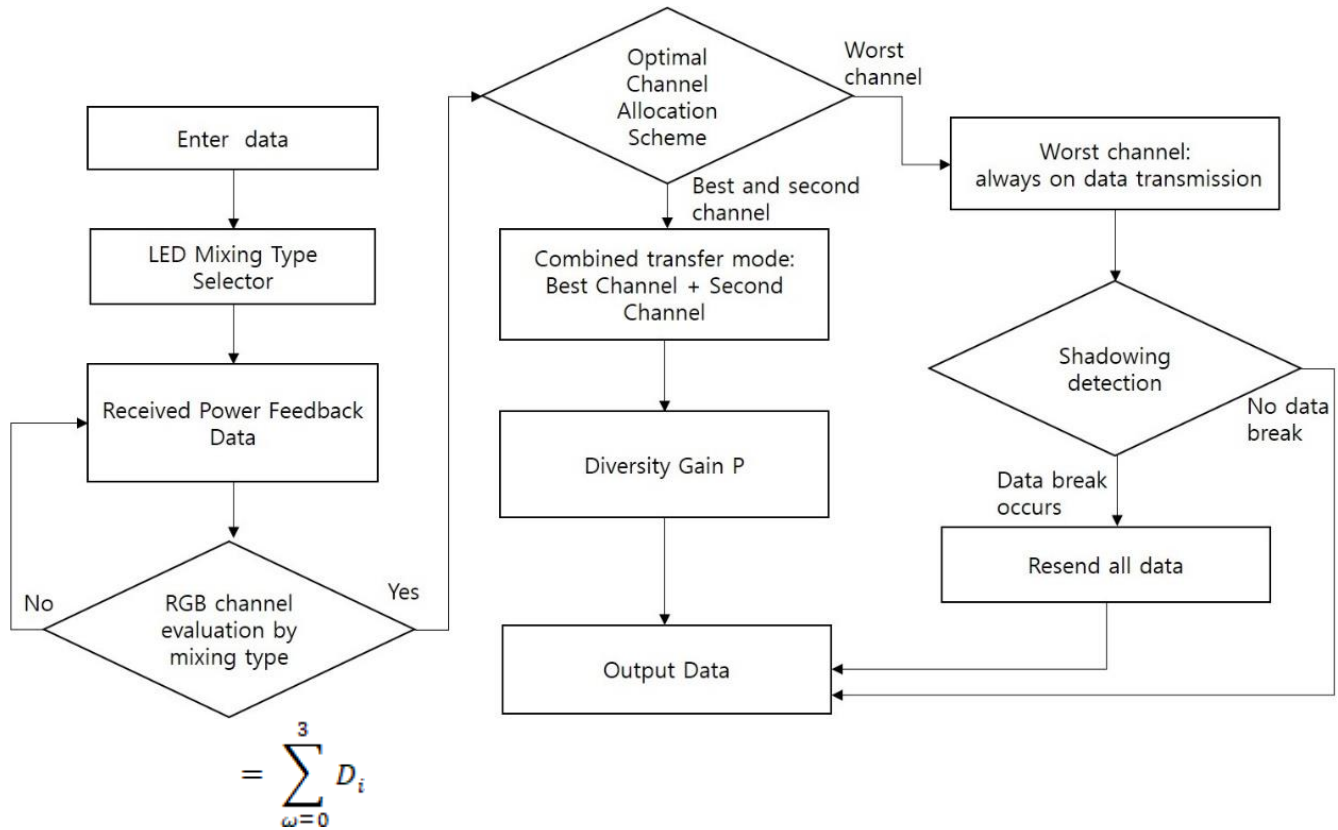 Enter data
LED Mixing Type
Selector
Received Power Feedback
Data
No
RGB channel
evaluation by
mixing type
Yes
= 3
∑ D_i
ω=0
Optimal
Channel
Allocation
Scheme
Worst
channel
Best and second
channel
Combined transfer mode:
Best Channel + Second
Channel
Diversity Gain P
Output Data
Worst channel:
always on data transmission
Shadowing
detection
No data
break
Data break
occurs
Resend all data